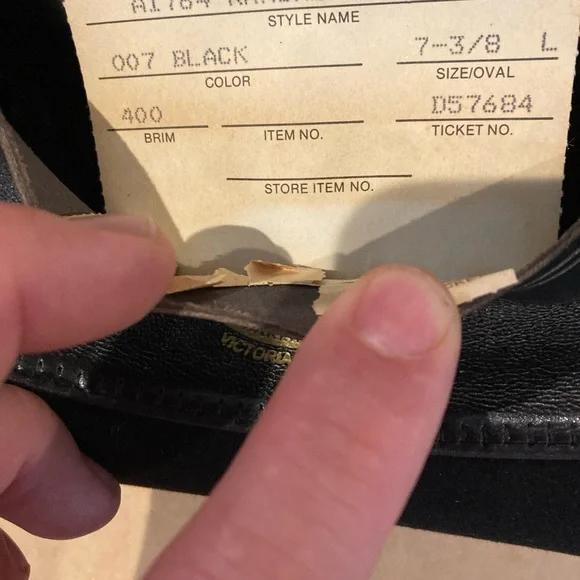 A1784
STYLE NAME
007 BLACK 7-3/8 L
COLOR SIZE/OVAL
400 D57684
BRIM ITEM NO. TICKET NO.
STORE ITEM NO.
VICTORIA